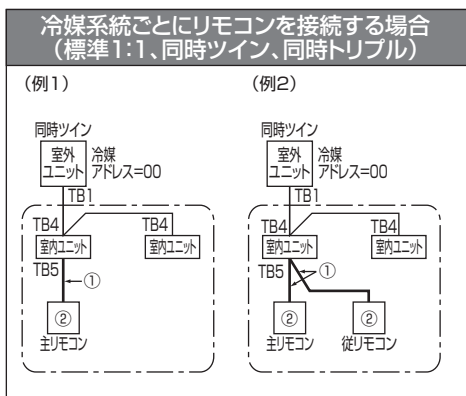 冷媒系統ごとにリモコンを接続する場合
(標準1:1、同時ツイン、同時トリプル)
(例1)
同時ツイン
室外
ユニット
冷媒
アドレス=00
TB1
TB4
TB4
室内ユニット
室内ユニット
TB5
①
②
主リモコン
(例2)
同時ツイン
室外
ユニット
冷媒
アドレス=00
TB1
TB4
TB4
室内ユニット
室内ユニット
TB5
①
②
②
主リモコン
従リモコン